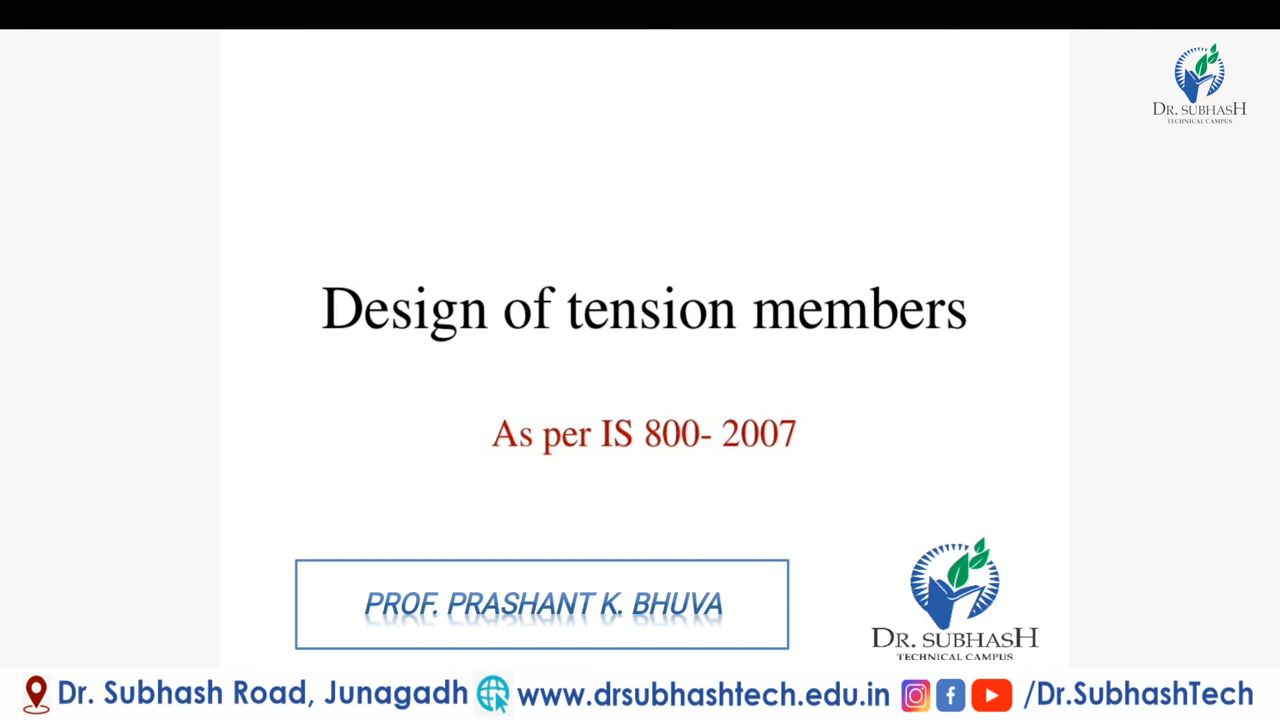 DR. SUBHASH
TECHNICAL CAMPUS
Design of tension members
As per IS 800- 2007
PROF. PRASHANT K. BHUVA
DR. SUBHASH
TECHNICAL CAMPUS
Dr. Subhash Road, Junagadh www.drsubhashtech.edu.in /Dr.SubhashTech